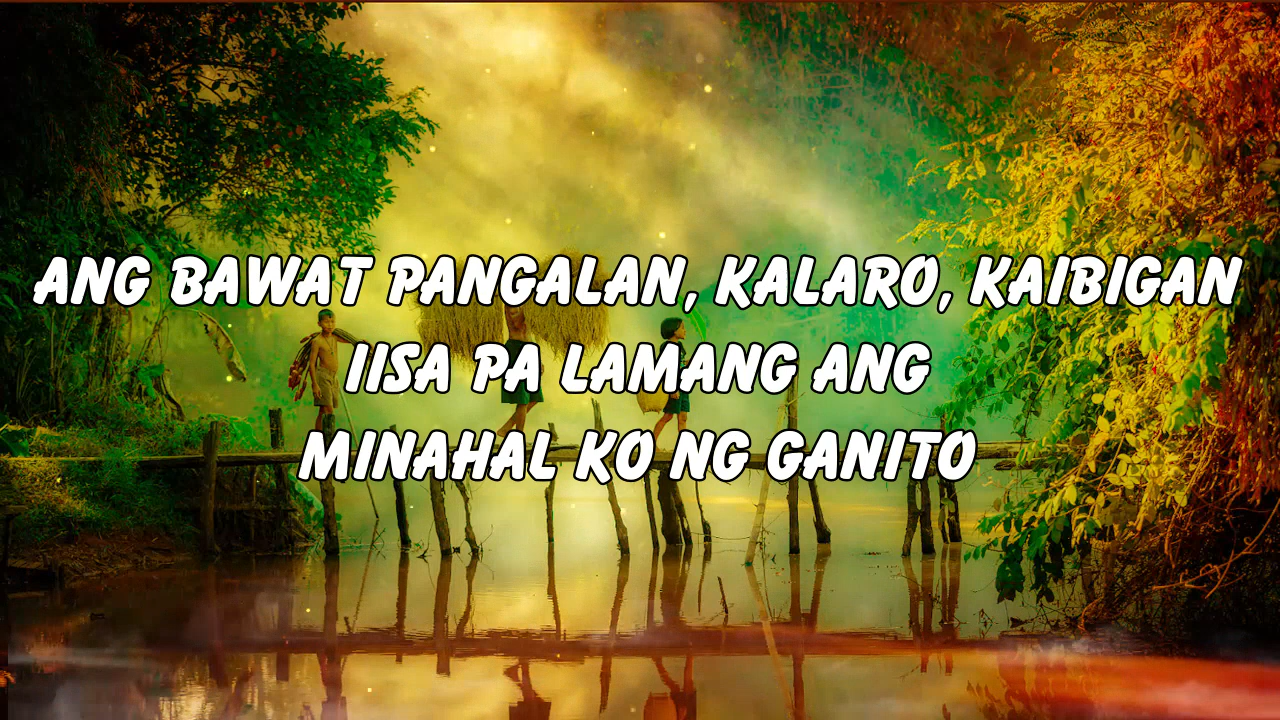 ANG BAWAT PANGALAN, KALARO, KAIBIGAN
IISA PA LAMANG ANG
MINAHAL KO NG GANITO